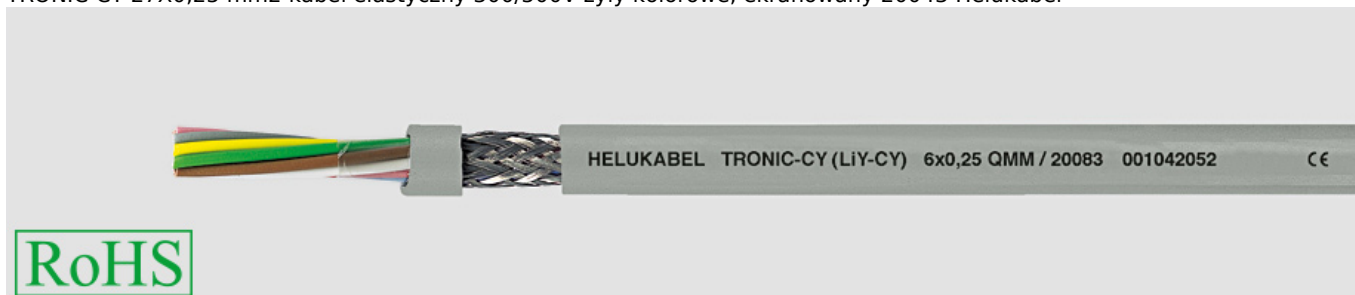 HELUKABEL TRONIC-CY (LiY-CY) 6x0,25 QMM / 20083 001042052 CE
RoHS